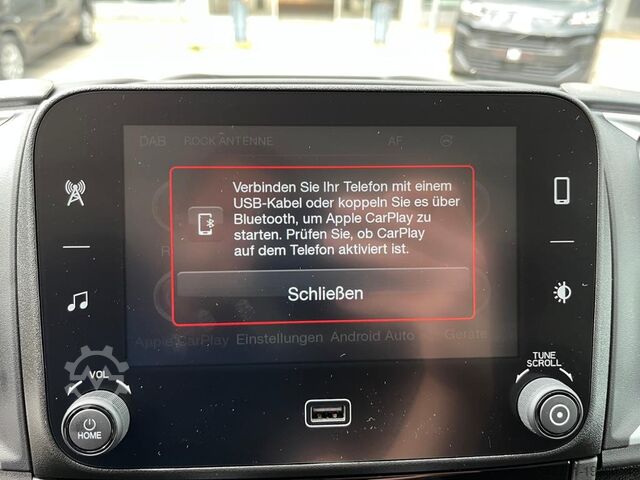 DAB ROCK ANTENNE AF
Verbinden Sie Ihr Telefon mit einem
USB-Kabel oder koppeln Sie es über
Bluetooth, um Apple CarPlay zu
starten. Prüfen Sie, ob CarPlay
auf dem Telefon aktiviert ist.
Schließen
Apple CarPlay Einstellungen Android Auto Geräte
VOL
HOME
TUNE
SCROLL